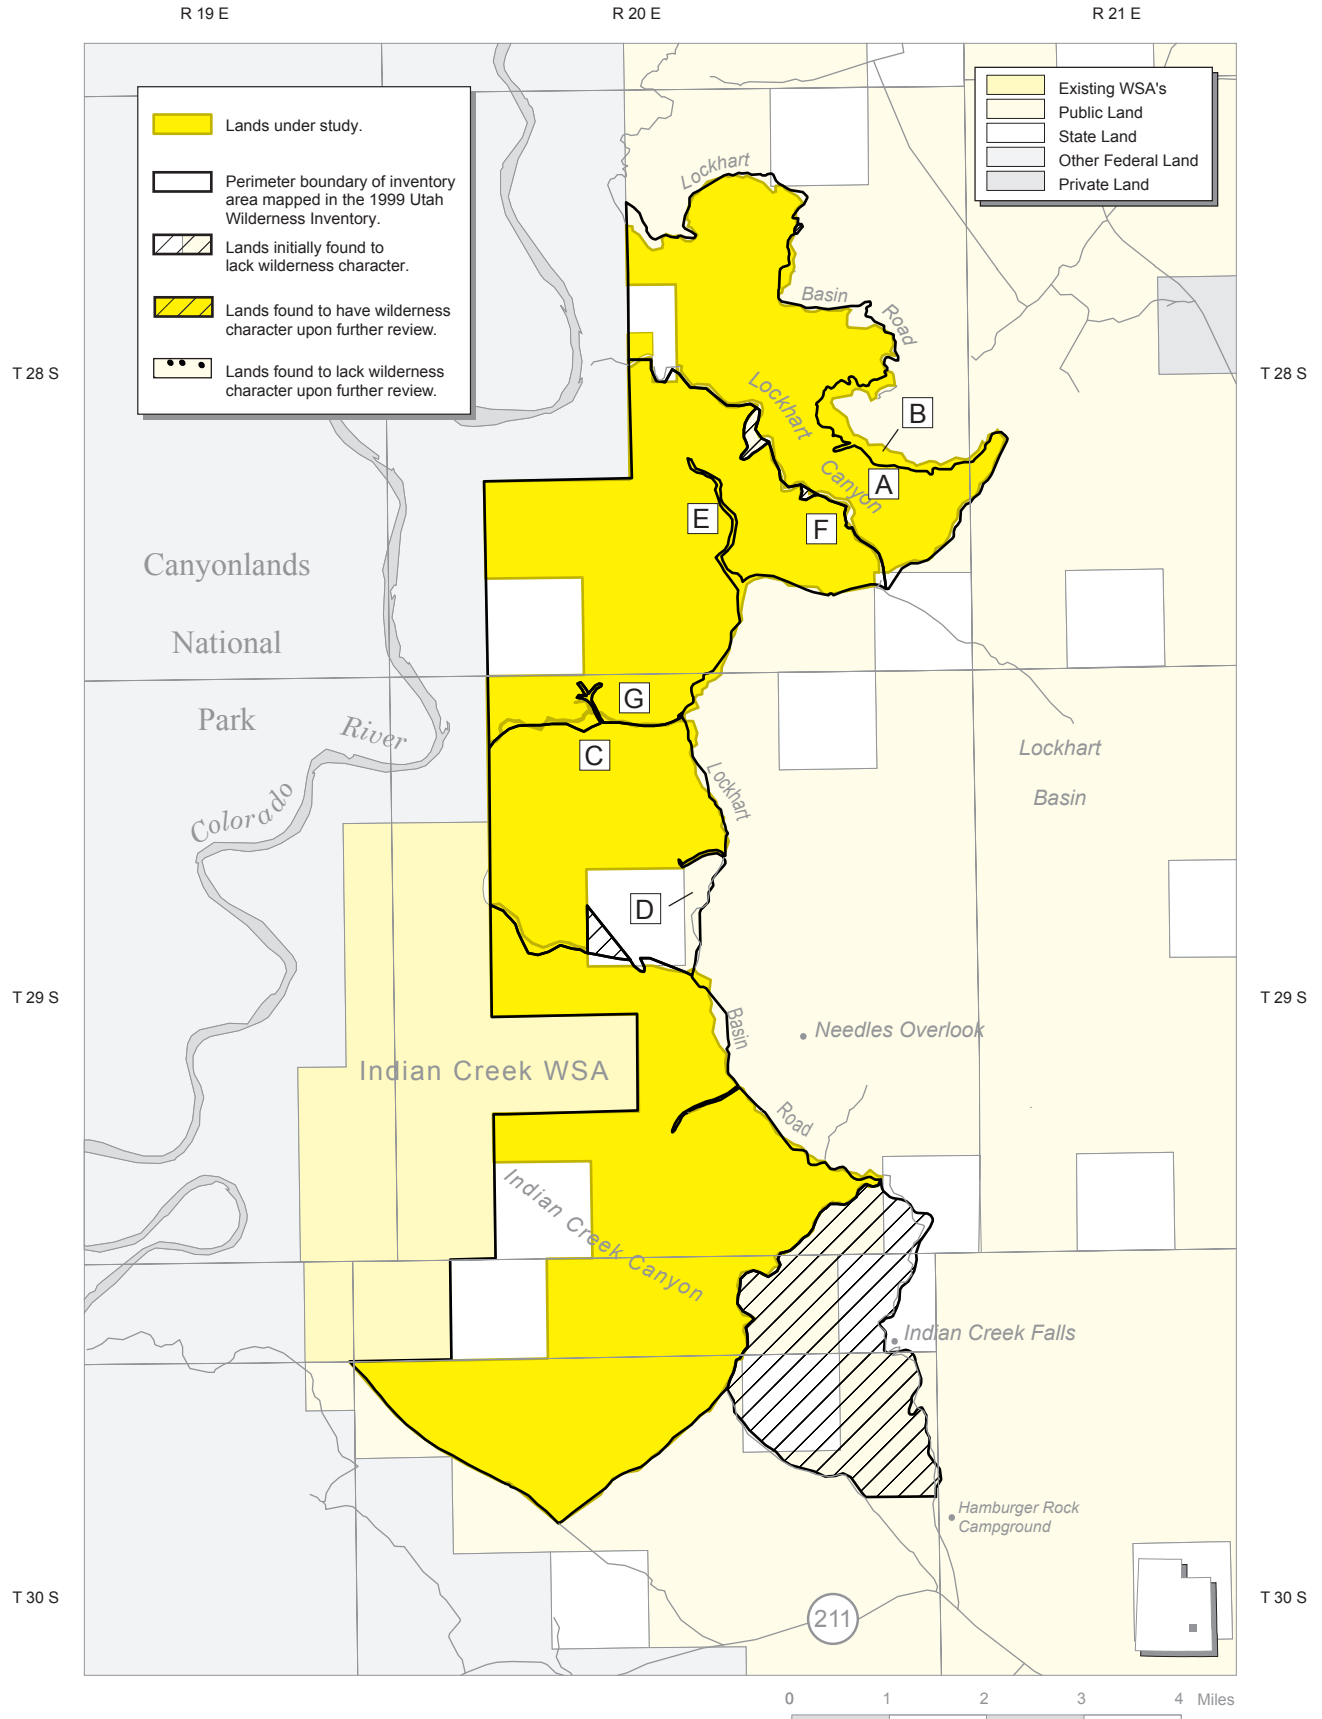 R 19 E
R 20 E
R 21 E
Lands under study.
Perimeter boundary of inventory
area mapped in the 1999 Utah
Wilderness Inventory.
Lands initially found to
lack wilderness character.
Lands found to have wilderness
character upon further review.
Lands found to lack wilderness
character upon further review.
Existing WSA's
Public Land
State Land
Other Federal Land
Private Land
Lockhart
Basin
Road
T 28 S
T 28 S
Lockhart
Canyon
B
A
E
F
Canyonlands
National
Park
River
Colorado
G
C
Lockhart
Lockhart
Basin
D
T 29 S
T 29 S
Basin
Needles Overlook
Indian Creek WSA
Road
Indian Creek Canyon
Indian Creek Falls
Hamburger Rock
Campground
T 30 S
T 30 S
211
0 1 2 3 4 Miles